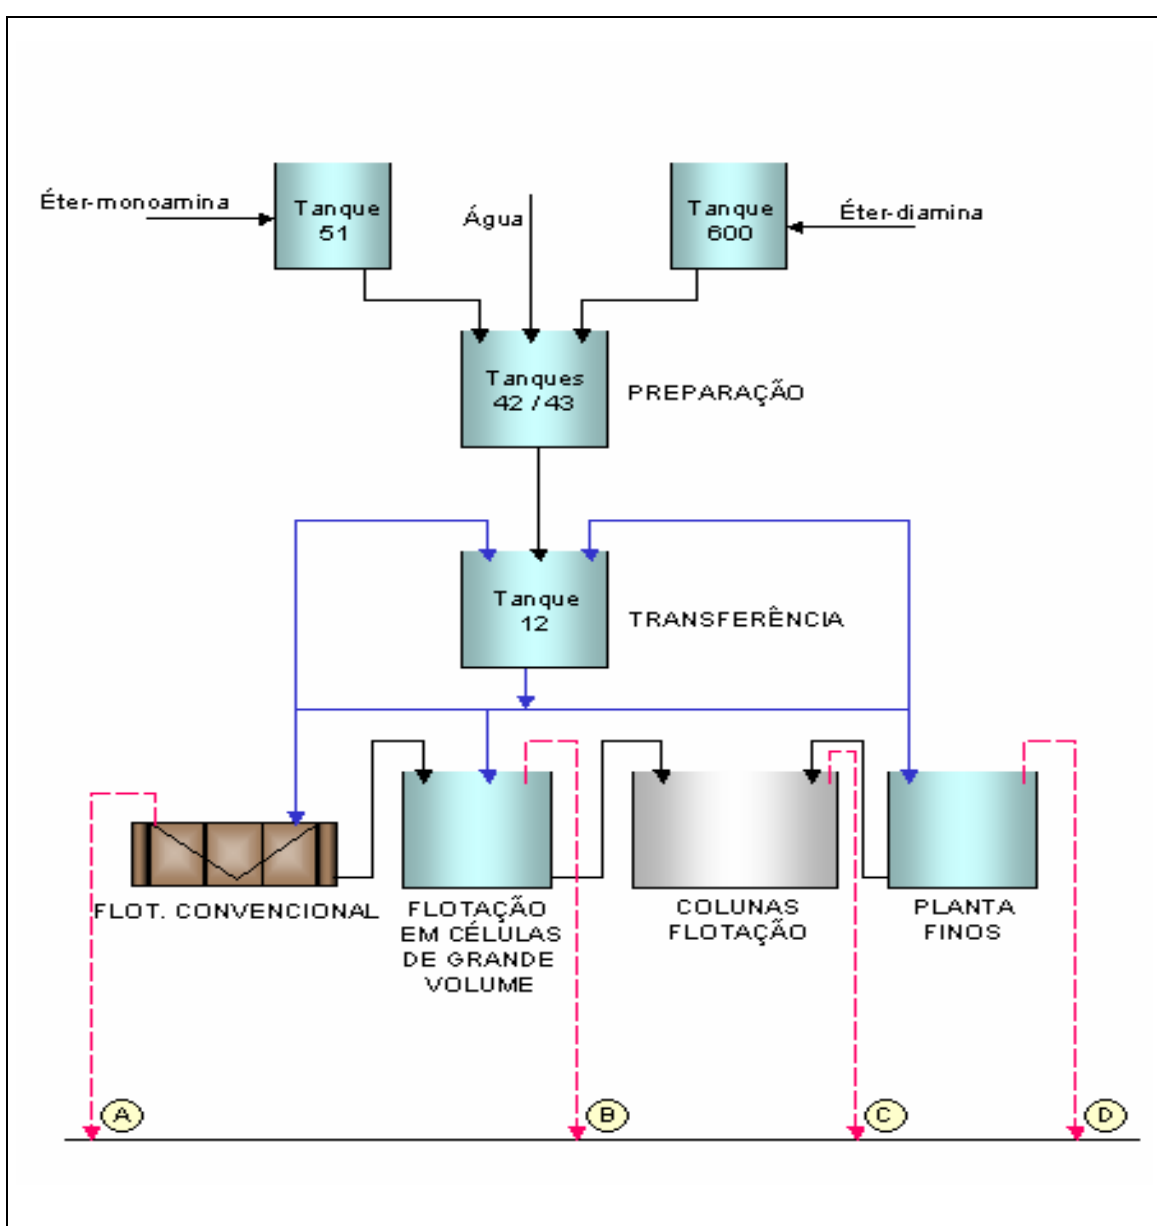 Éter-monoamina
Tanque
51
Água
Tanque
600
Éter-diamina
Tanques
42 / 43
PREPARAÇÃO
Tanque
12
TRANSFERÊNCIA
FLOT. CONVENCIONAL
FLOTAÇÃO
EM CÉLULAS
DE GRANDE
VOLUME
COLUNAS
FLOTAÇÃO
PLANTA
FINOS
A
B
C
D